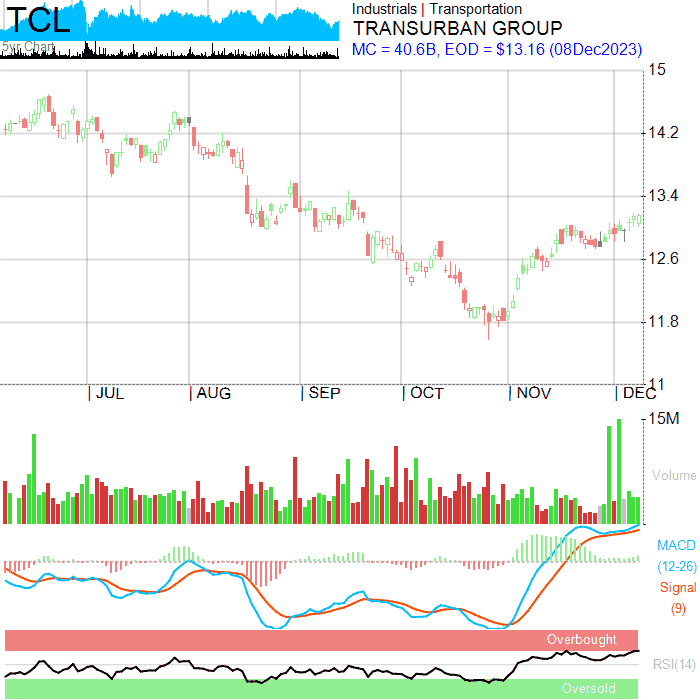 TCL
5yr Chart
Industrials | Transportation
TRANSURBAN GROUP
MC = 40.6B, EOD = $13.16 (08Dec2023)
15
14.2
13.4
12.6
11.8
11
| JUL | AUG | SEP | OCT | NOV | DEC
15M
Volume
MACD
(12-26)
Signal
(9)
Overbought
RSI(14)
Oversold